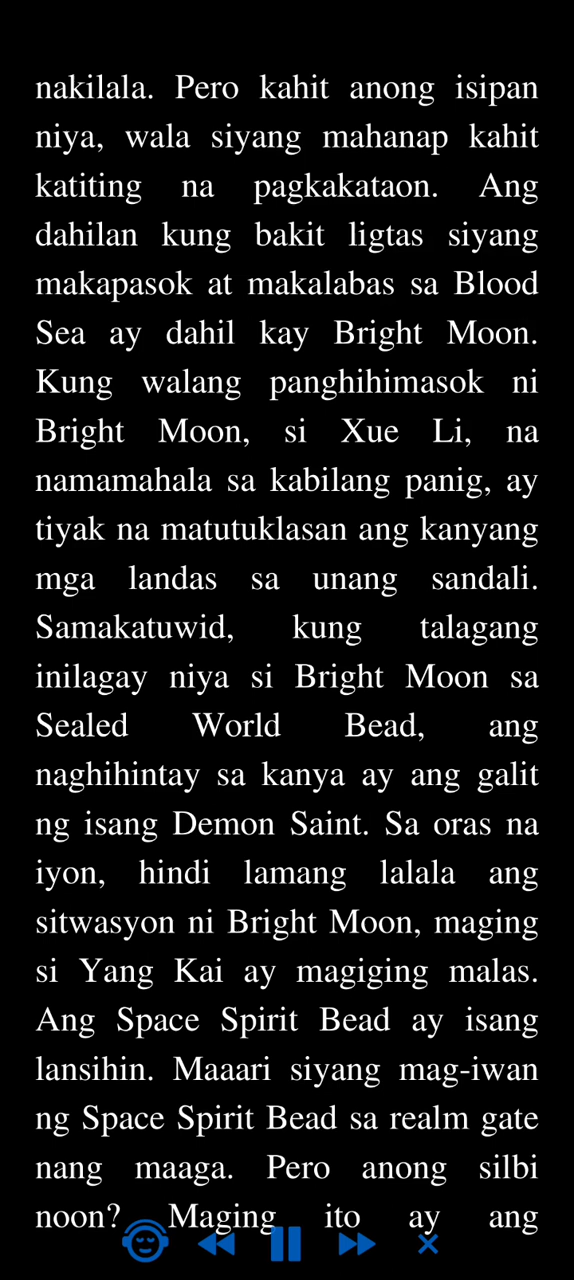 nakilala. Pero kahit anong isipan
niya, wala siyang mahanap kahit
katiting na pagkakataon. Ang
dahilan kung bakit ligtas siyang
makapasok at makalabas sa Blood
Sea ay dahil kay Bright Moon.
Kung walang panghihimasok ni
Bright Moon, si Xue Li, na
namamahala sa kabilang panig, ay
tiyak na matutuklasan ang kanyang
mga landas sa unang sandali.
Samakatuwid, kung talagang
inilagay niya si Bright Moon sa
Sealed World Bead, ang
naghihintay sa kanya ay ang galit
ng isang Demon Saint. Sa oras na
iyon, hindi lamang lalala ang
sitwasyon ni Bright Moon, maging
si Yang Kai ay magiging malas.
Ang Space Spirit Bead ay isang
lansihin. Maaari siyang mag-iwan
ng Space Spirit Bead sa realm gate
nang maaga. Pero anong silbi
noon? Maging ito ay ang